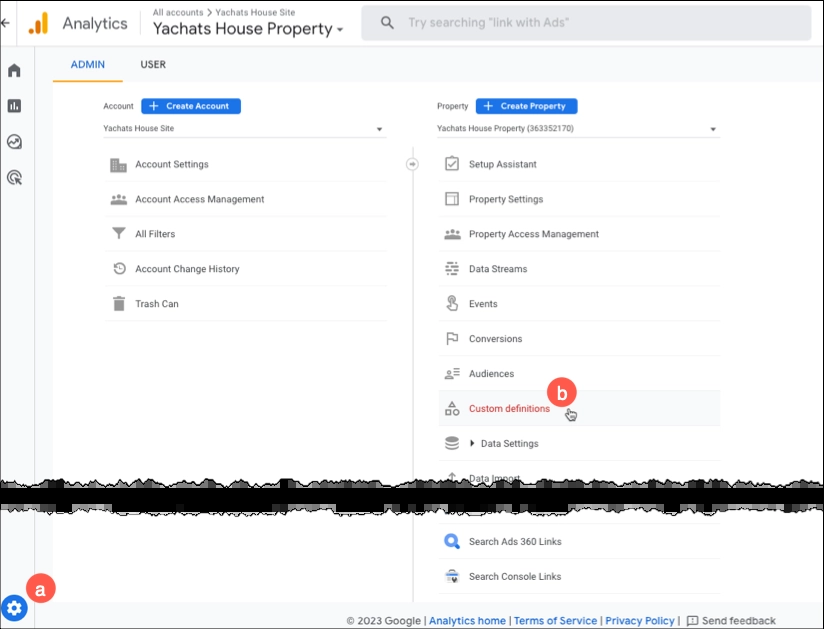 All accounts > Yachats House Site
Analytics
Yachats House Property
Try searching "link with Ads"
ADMIN
USER
Account
+ Create Account
Yachats House Site
Account Settings
Account Access Management
All Filters
Account Change History
Trash Can
Property
+ Create Property
Yachats House Property (363352170)
Setup Assistant
Property Settings
Property Access Management
Data Streams
Events
Conversions
Audiences
b
Custom definitions
Data Settings
Data Import
Search Ads 360 Links
Search Console Links
a
© 2023 Google | Analytics home | Terms of Service | Privacy Policy | Send feedback